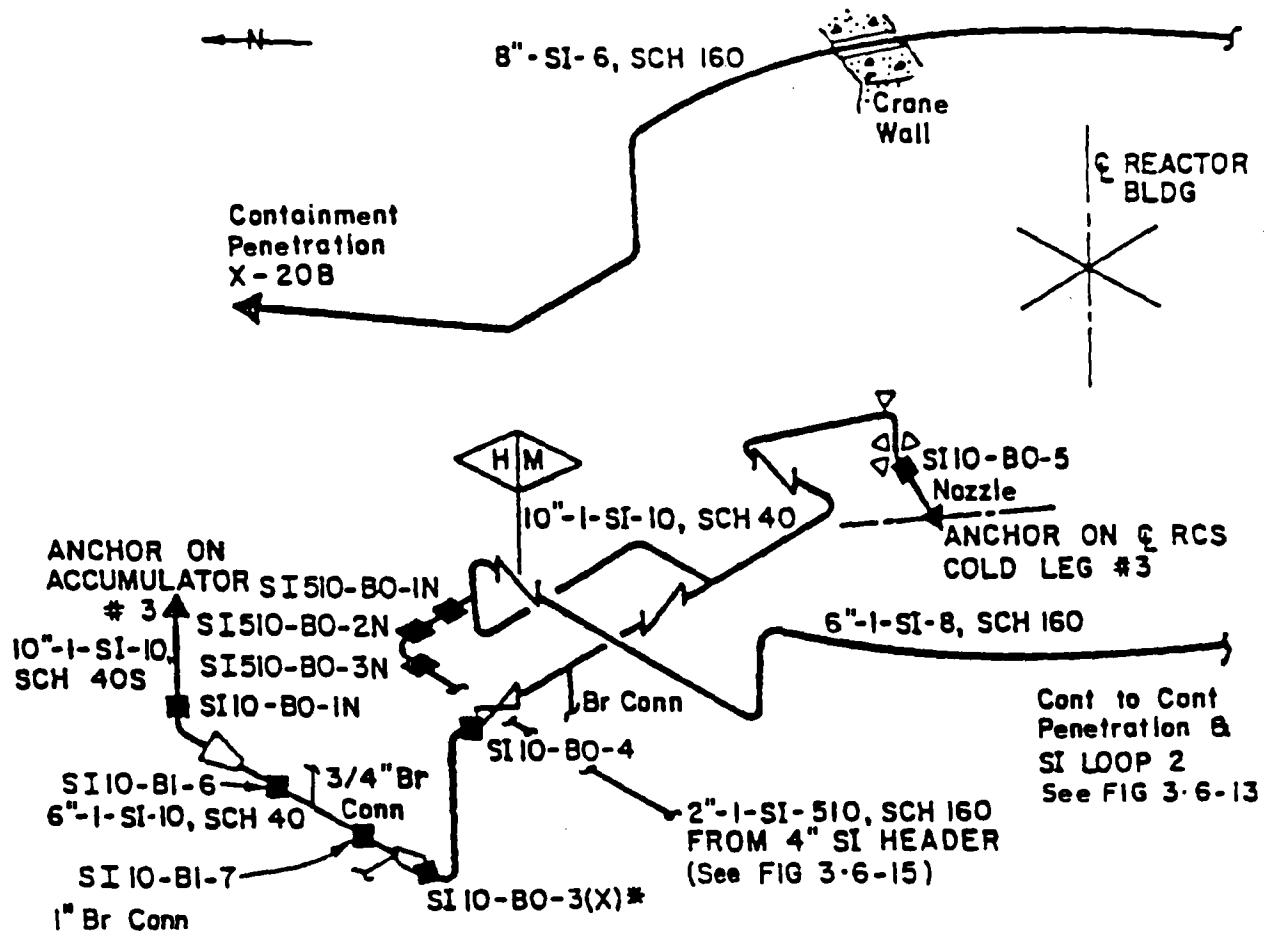 N
8"-SI-6, SCH 160
Crane
Wall
℄ REACTOR
BLDG
Containment
Penetration
X-20B
H M
SI10-BO-5
Nozzle
10"-1-SI-10, SCH 40
ANCHOR ON ℄ RCS
COLD LEG #3
ANCHOR ON
ACCUMULATOR
# 3
SI510-BO-1N
SI510-BO-2N
SI510-BO-3N
10"-1-SI-10,
SCH 40S
SI10-BO-1N
6"-1-SI-8, SCH 160
Br Conn
SI10-BO-4
Cont to Cont
Penetration &
SI LOOP 2
See FIG 3·6-13
SI10-B1-6
3/4" Br
Conn
6"-1-SI-10, SCH 40
2"-1-SI-510, SCH 160
FROM 4" SI HEADER
(See FIG 3·6-15)
SI10-B1-7
SI10-BO-3(X)*
1" Br Conn